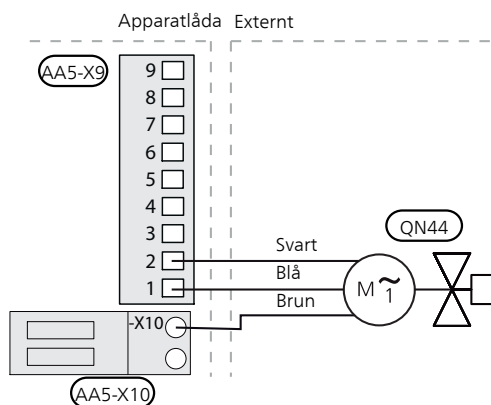 Apparatlåda Externt
AA5-X9
9
8
7
6
5
4
3
2
1
Svart
Blå
Brun
QN44
M ~ 1
-X10
AA5-X10